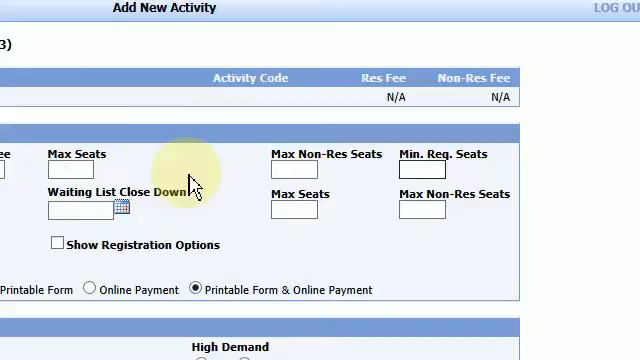 Add New Activity LOG OU
3)
Activity Code Res Fee Non-Res Fee
N/A N/A
ee Max Seats Max Non-Res Seats Min. Req. Seats
Waiting List Close Down Max Seats Max Non-Res Seats
Show Registration Options
Printable Form Online Payment Printable Form & Online Payment
High Demand